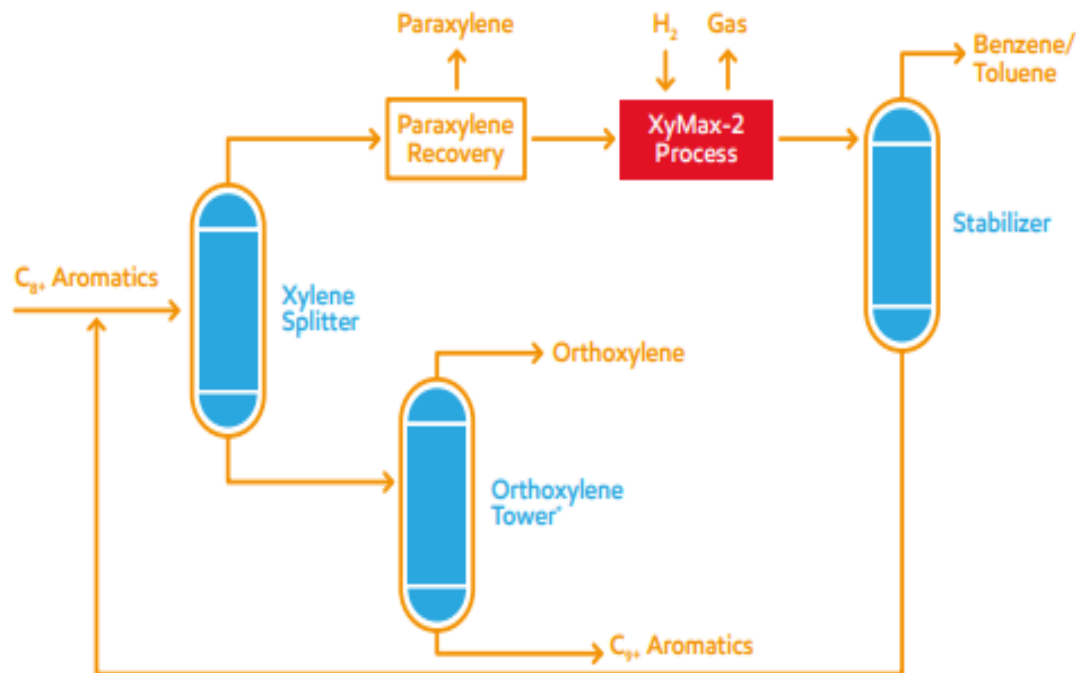 Paraxylene
H₂
Gas
Benzene/
Toluene
Paraxylene
Recovery
XyMax-2
Process
Stabilizer
C₈₊ Aromatics
Xylene
Splitter
Orthoxylene
Orthoxylene
Tower*
C₉₊ Aromatics